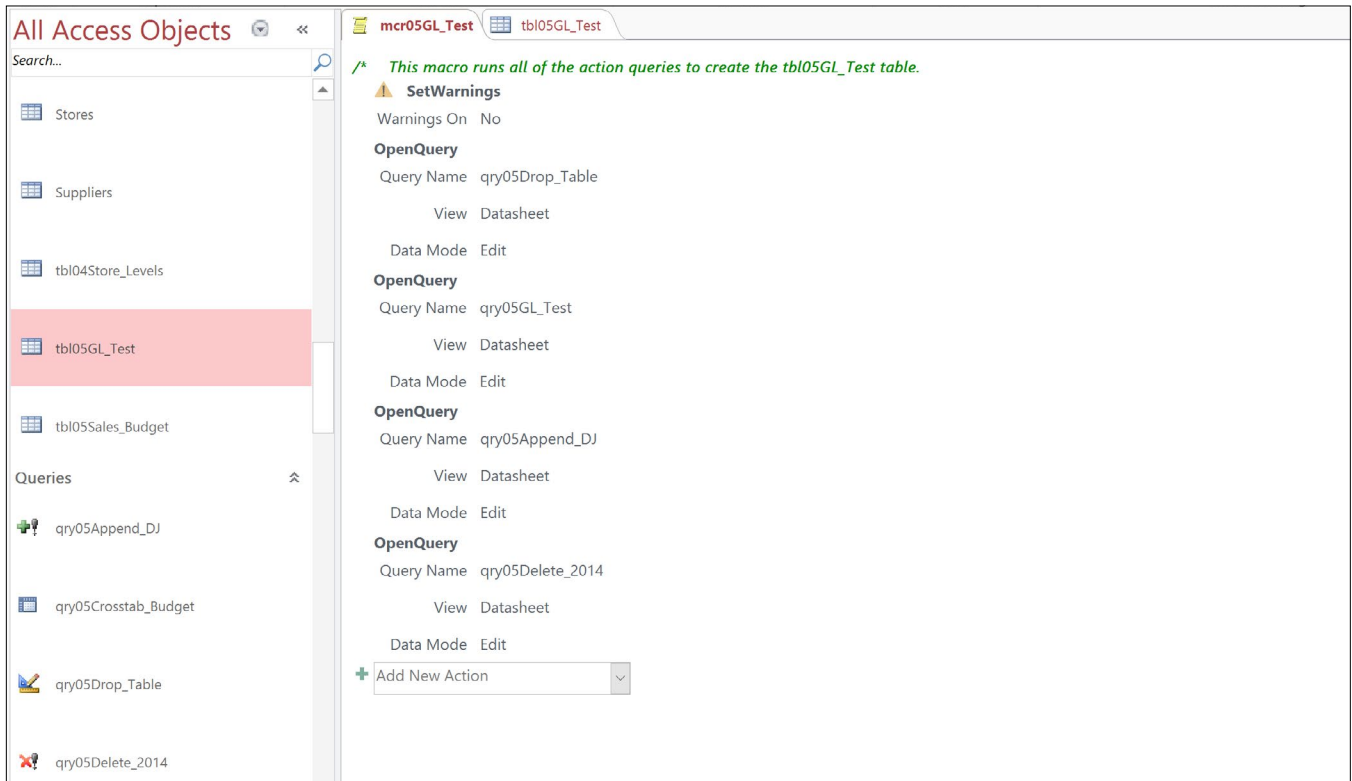 All Access Objects
Search...
Stores
Suppliers
tbl04Store_Levels
tbl05GL_Test
tbl05Sales_Budget
Queries
qry05Append_DJ
qry05Crosstab_Budget
qry05Drop_Table
qry05Delete_2014
mcr05GL_Test
tbl05GL_Test
/* This macro runs all of the action queries to create the tbl05GL_Test table.
SetWarnings
Warnings On No
OpenQuery
Query Name qry05Drop_Table
View Datasheet
Data Mode Edit
OpenQuery
Query Name qry05GL_Test
View Datasheet
Data Mode Edit
OpenQuery
Query Name qry05Append_DJ
View Datasheet
Data Mode Edit
OpenQuery
Query Name qry05Delete_2014
View Datasheet
Data Mode Edit
Add New Action